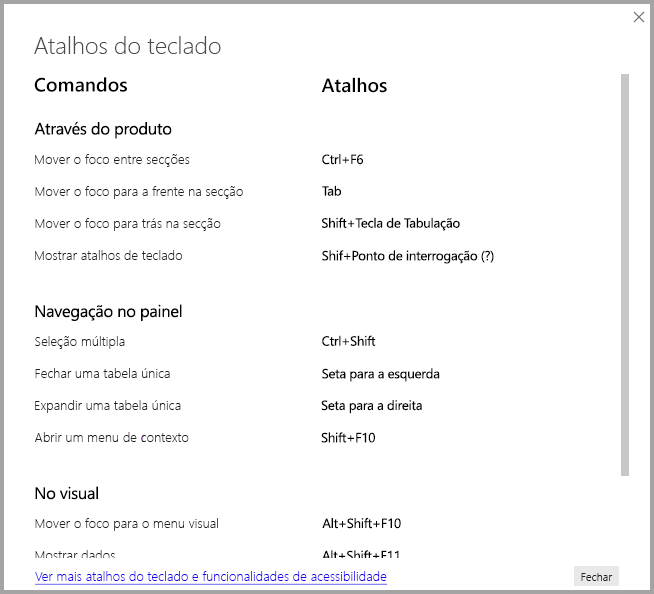 Atalhos do teclado
Comandos Atalhos
Através do produto
Mover o foco entre secções Ctrl+F6
Mover o foco para a frente na secção Tab
Mover o foco para trás na secção Shift+Tecla de Tabulação
Mostrar atalhos de teclado Shif+Ponto de interrogação (?)
Navegação no painel
Seleção múltipla Ctrl+Shift
Fechar uma tabela única Seta para a esquerda
Expandir uma tabela única Seta para a direita
Abrir um menu de contexto Shift+F10
No visual
Mover o foco para o menu visual Alt+Shift+F10
Mostrar dados Alt+Shift+F11
Ver mais atalhos do teclado e funcionalidades de acessibilidade Fechar